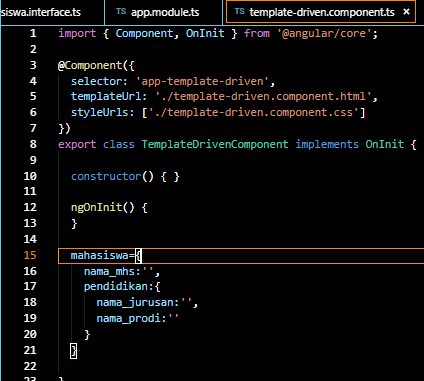 siswa.interface.ts TS app.module.ts TS template-driven.component.ts ×
1 import { Component, OnInit } from '@angular/core';
2
3 @Component({
4 selector: 'app-template-driven',
5 templateUrl: './template-driven.component.html',
6 styleUrls: ['./template-driven.component.css']
7 })
8 export class TemplateDrivenComponent implements OnInit {
9
10 constructor() { }
11
12 ngOnInit() {
13 }
14
15 mahasiswa={
16 nama_mhs:'',
17 pendidikan:{
18 nama_jurusan:'',
19 nama_prodi:''
20 }
21 }
22
23 }